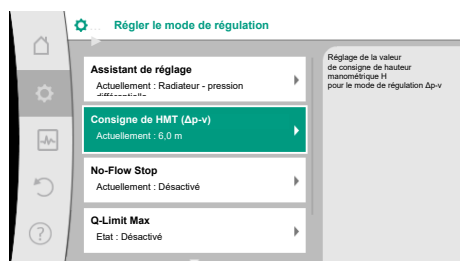 Régler le mode de régulation
Assistant de réglage
Actuellement : Radiateur - pression
différentielle
Consigne de HMT (Δp-v)
Actuellement : 6,0 m
No-Flow Stop
Actuellement : Désactivé
Q-Limit Max
Etat : Désactivé
Réglage de la valeur
de consigne de hauteur
manométrique H
pour le mode de régulation Δp-v
?